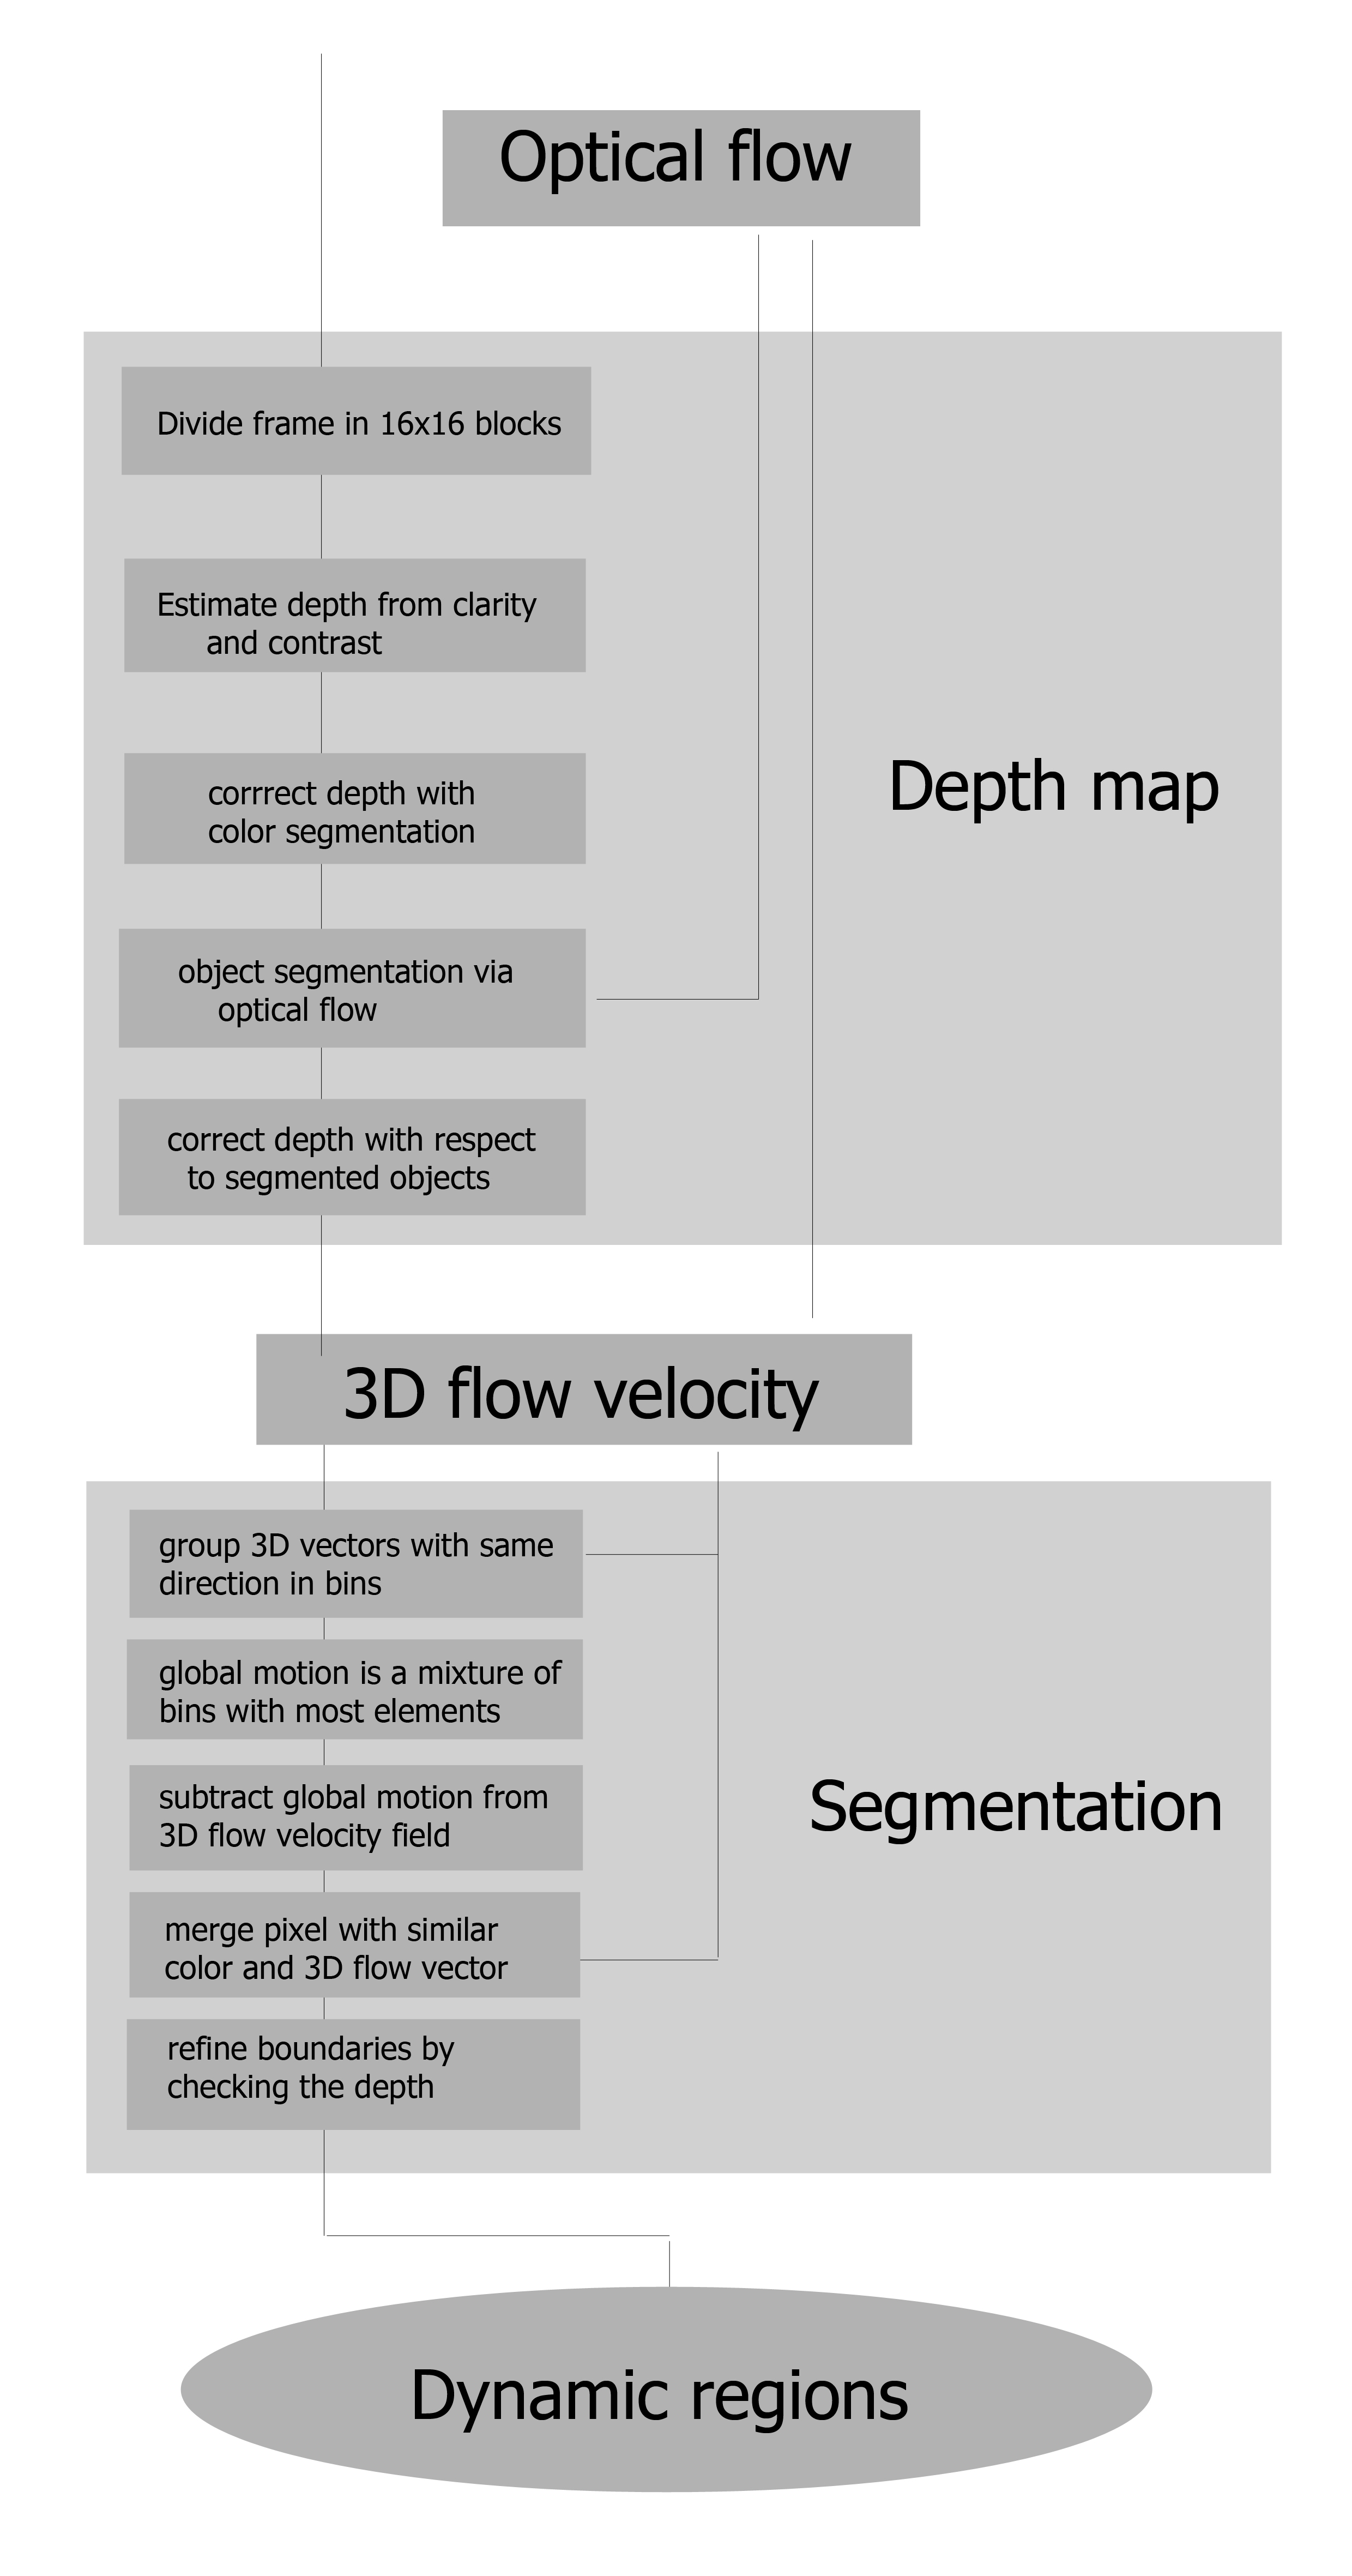 Optical flow
Divide frame in 16x16 blocks
Estimate depth from clarity
and contrast
corrrect depth with
color segmentation
Depth map
object segmentation via
optical flow
correct depth with respect
to segmented objects
3D flow velocity
group 3D vectors with same
direction in bins
global motion is a mixture of
bins with most elements
subtract global motion from
3D flow velocity field
Segmentation
merge pixel with similar
color and 3D flow vector
refine boundaries by
checking the depth
Dynamic regions